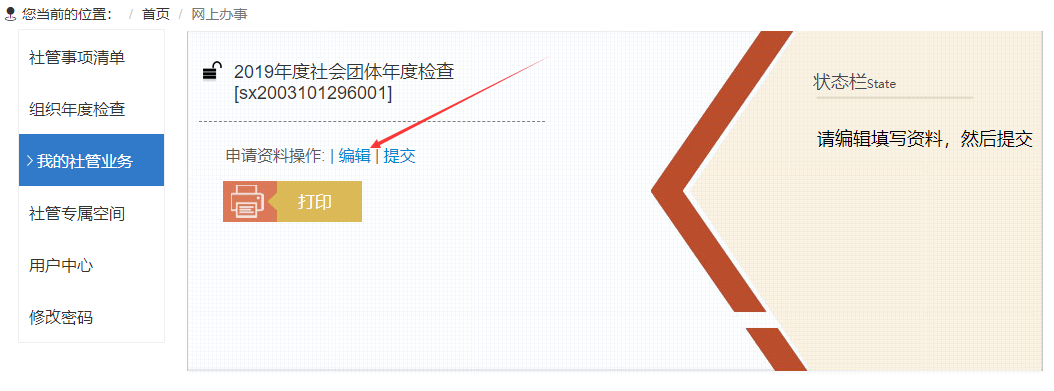 您当前的位置： / 首页 / 网上办事
社管事项清单
组织年度检查
我的社管业务
社管专属空间
用户中心
修改密码
2019年度社会团体年度检查
[sx2003101296001]
申请资料操作: | 编辑 | 提交
打印
状态栏State
请编辑填写资料，然后提交